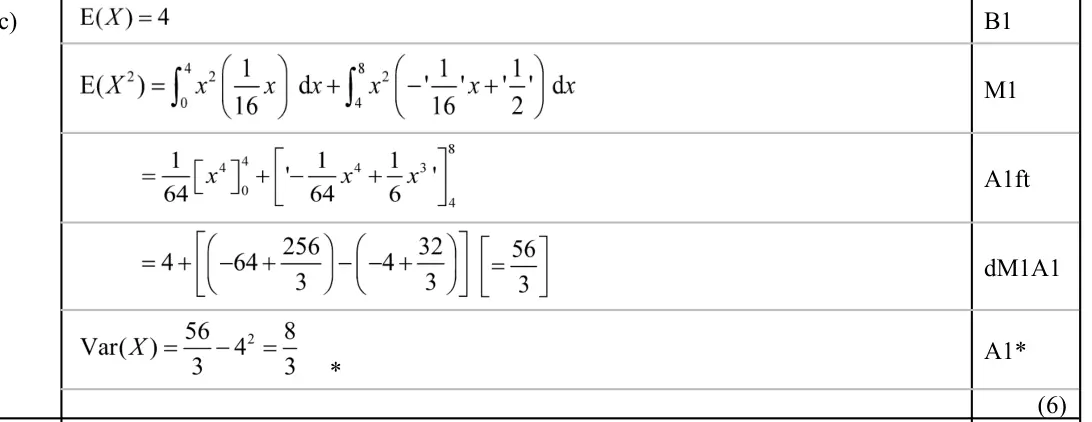 c) E(X) = 4 B1
E(X²) = ∫₀⁴ x² (1/16 x) dx + ∫₄⁸ x² (−'1/16' x + '1/2') dx M1
= 1/64 [x⁴]₀⁴ + ['−1/64 x⁴ + 1/6 x³ ']₄⁸ A1ft
= 4 + [(−64 + 256/3) − (−4 + 32/3)] [= 56/3] dM1A1
Var(X) = 56/3 − 4² = 8/3 * A1*
(6)